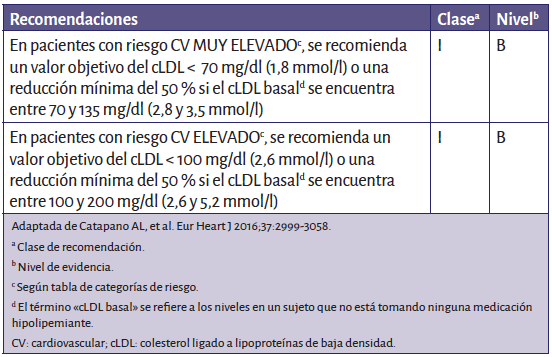 Recomendaciones Claseᵃ Nivelᵇ
En pacientes con riesgo CV MUY ELEVADOᶜ, se recomienda I B
un valor objetivo del cLDL < 70 mg/dl (1,8 mmol/l) o una
reducción mínima del 50 % si el cLDL basalᵈ se encuentra
entre 70 y 135 mg/dl (2,8 y 3,5 mmol/l)
En pacientes con riesgo CV ELEVADOᶜ, se recomienda un I B
valor objetivo del cLDL < 100 mg/dl (2,6 mmol/l) o una
reducción mínima del 50 % si el cLDL basalᵈ se encuentra
entre 100 y 200 mg/dl (2,6 y 5,2 mmol/l)
Adaptada de Catapano AL, et al. Eur Heart J 2016;37:2999-3058.
ᵃ Clase de recomendación.
ᵇ Nivel de evidencia.
ᶜ Según tabla de categorías de riesgo.
ᵈ El término «cLDL basal» se refiere a los niveles en un sujeto que no está tomando ninguna medicación
hipolipemiante.
CV: cardiovascular; cLDL: colesterol ligado a lipoproteínas de baja densidad.